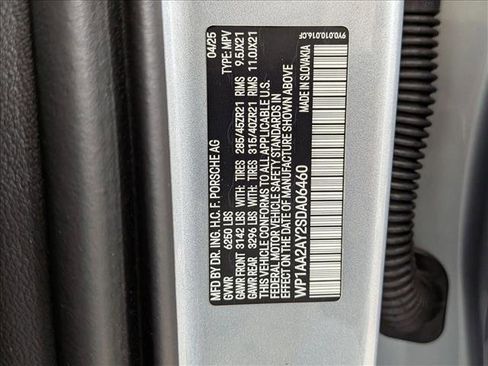 9Y0.010.016.CF
MFD BY DR. ING. H.C. F. PORSCHE AG 04/25
GVWR 6250 LBS TYPE: MPV
GAWR FRONT 3142 LBS WITH: TIRES 285/45ZR21 RIMS 9.5JX21
GAWR REAR 3296 LBS WITH: TIRES 315/40ZR21 RIMS 11.0JX21
THIS VEHICLE CONFORMS TO ALL APPLICABLE U.S.
FEDERAL MOTOR VEHICLE SAFETY STANDARDS IN
EFFECT ON THE DATE OF MANUFACTURE SHOWN ABOVE
WP1AA2AY2SDA06460 MADE IN SLOVAKIA